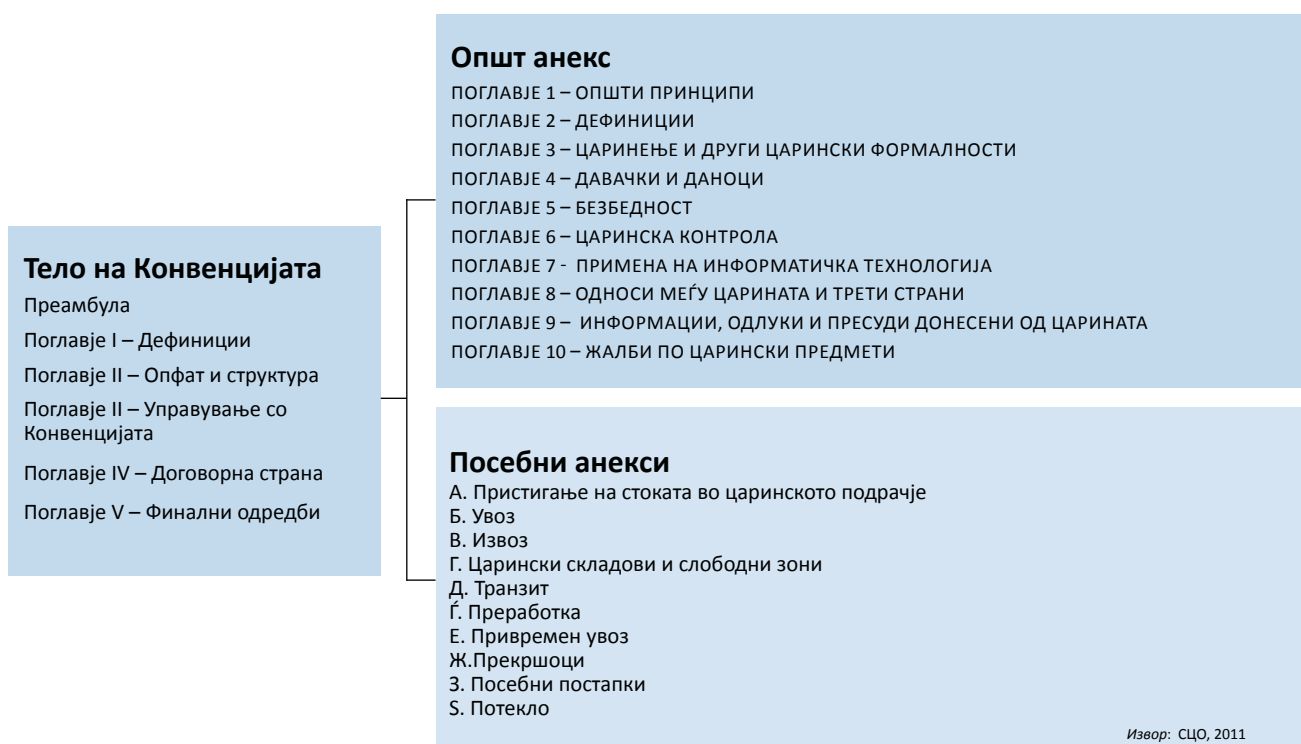 Општ анекс
ПОГЛАВЈЕ 1 – ОПШТИ ПРИНЦИПИ
ПОГЛАВЈЕ 2 – ДЕФИНИЦИИ
ПОГЛАВЈЕ 3 – ЦАРИНЕЊЕ И ДРУГИ ЦАРИНСКИ ФОРМАЛНОСТИ
ПОГЛАВЈЕ 4 – ДАВАЧКИ И ДАНОЦИ
ПОГЛАВЈЕ 5 – БЕЗБЕДНОСТ
ПОГЛАВЈЕ 6 – ЦАРИНСКА КОНТРОЛА
ПОГЛАВЈЕ 7 - ПРИМЕНА НА ИНФОРМАТИЧКА ТЕХНОЛОГИЈА
ПОГЛАВЈЕ 8 – ОДНОСИ МЕЃУ ЦАРИНАТА И ТРЕТИ СТРАНИ
ПОГЛАВЈЕ 9 – ИНФОРМАЦИИ, ОДЛУКИ И ПРЕСУДИ ДОНЕСЕНИ ОД ЦАРИНАТА
ПОГЛАВЈЕ 10 – ЖАЛБИ ПО ЦАРИНСКИ ПРЕДМЕТИ
Тело на Конвенцијата
Преамбула
Поглавје I – Дефиниции
Поглавје II – Опфат и структура
Поглавје II – Управување со
Конвенцијата
Поглавје IV – Договорна страна
Поглавје V – Финални одредби
Посебни анекси
А. Пристигање на стоката во царинското подрачје
Б. Увоз
В. Извоз
Г. Царински складови и слободни зони
Д. Транзит
Ѓ. Преработка
Е. Привремен увоз
Ж.Прекршоци
З. Посебни постапки
Ѕ. Потекло
Извор: СЦО, 2011